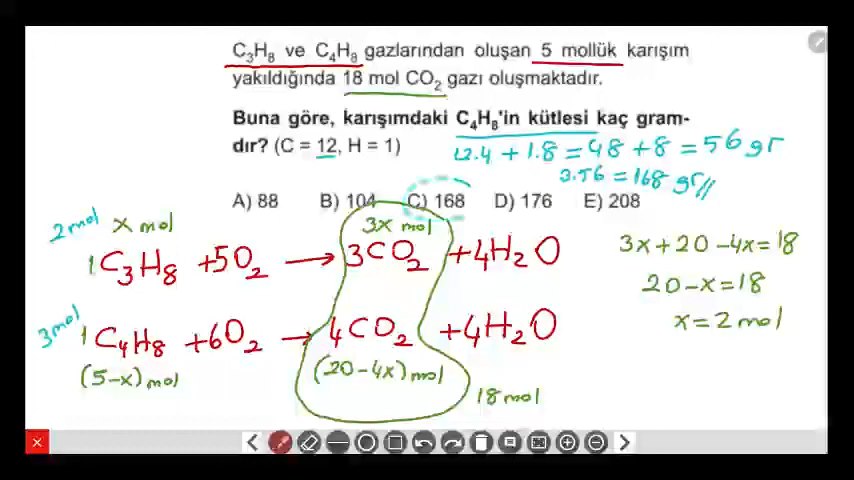 C₃H₈ ve C₄H₈ gazlarından oluşan 5 mollük karışım
yakıldığında 18 mol CO₂ gazı oluşmaktadır.
Buna göre, karışımdaki C₄H₈'in kütlesi kaç gram-
dır? (C = 12, H = 1)
12.4 + 1.8 = 48 + 8 = 56 gr
3.56 = 168 gr//
A) 88 B) 104 C) 168 D) 176 E) 208
2 mol x mol 3x mol
1C₃H₈ + 5O₂ → 3CO₂ + 4H₂O
3x + 20 - 4x = 18
20 - x = 18
x = 2 mol
3 mol
1C₄H₈ + 6O₂ → 4CO₂ + 4H₂O
(5-x) mol (20-4x) mol
18 mol